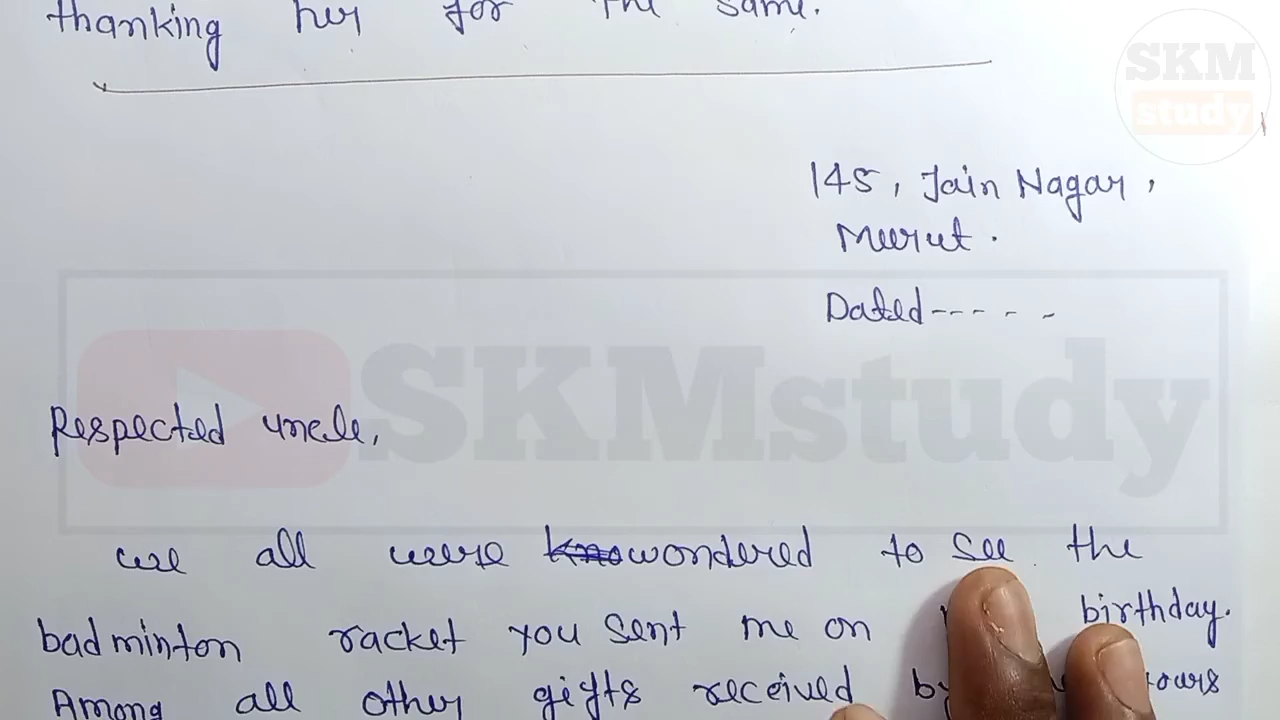 thanking her for the same.
SKM
study
145, Jain Nagar,
Meerut.
Dated-----
SKMstudy
Respected uncle,
we all were wondered to see the
badminton racket you sent me on birthday.
Among all other gifts received by yours